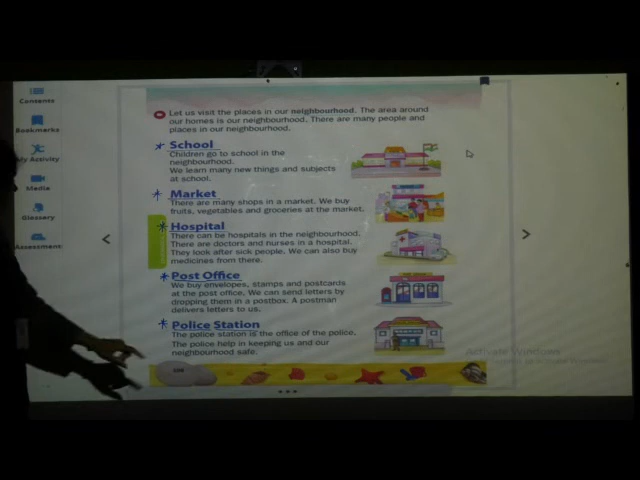 Contents
Bookmarks
My Activity
Media
Glossary
Assessment
Let us visit the places in our neighbourhood. The area around
our homes is our neighbourhood. There are many people and
places in our neighbourhood.
School
Children go to school in the
neighbourhood.
We learn many new things and subjects
at school.
Market
There are many shops in a market. We buy
fruits, vegetables and groceries at the market.
Hospital
There can be hospitals in the neighbourhood.
There are doctors and nurses in a hospital.
They look after sick people. We can also buy
medicines from there.
Post Office
We buy envelopes, stamps and postcards
at the post office. We can send letters by
dropping them in a postbox. A postman
delivers letters to us.
Police Station
The police station is the office of the police.
The police help in keeping us and our
neighbourhood safe.
Activate Windows